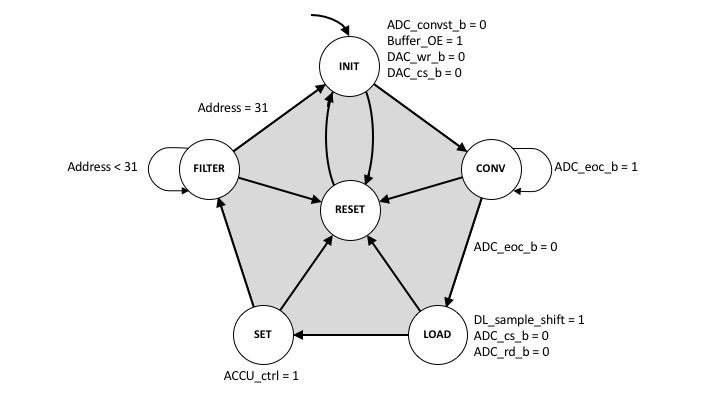 ADC_convst_b = 0
Buffer_OE = 1
DAC_wr_b = 0
DAC_cs_b = 0
INIT
Address = 31
Address < 31
FILTER
CONV
ADC_eoc_b = 1
RESET
ADC_eoc_b = 0
SET
LOAD
DL_sample_shift = 1
ADC_cs_b = 0
ADC_rd_b = 0
ACCU_ctrl = 1